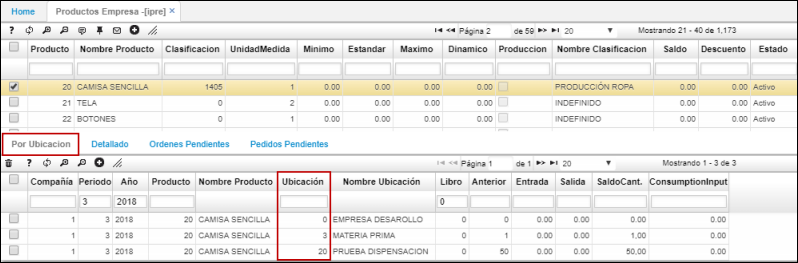 Home Productos Empresa -[ipre] ×
? Página 2 de 59 20 Mostrando 21 - 40 de 1,173
Producto Nombre Producto Clasificacion UnidadMedida Minimo Estandar Maximo Dinamico Produccion Nombre Clasificacion Saldo Descuento Estado
20 CAMISA SENCILLA 1405 1 0.00 0.00 0.00 0.00 PRODUCCIÓN ROPA 0.00 0.00 Activo
21 TELA 0 2 0.00 0.00 0.00 0.00 INDEFINIDO 0.00 0.00 Activo
22 BOTONES 0 1 0.00 0.00 0.00 0.00 INDEFINIDO 0.00 0.00 Activo
Por Ubicacion Detallado Ordenes Pendientes Pedidos Pendientes
? Página 1 de 1 20 Mostrando 1 - 3 de 3
Compañía Periodo Año Producto Nombre Producto Ubicación Nombre Ubicación Libro Anterior Entrada Salida SaldoCant. ConsumptionInput
3 2018 0
1 3 2018 20 CAMISA SENCILLA 0 EMPRESA DESAROLLO 0 0 0.00 0.00 0.00 0.00
1 3 2018 20 CAMISA SENCILLA 3 MATERIA PRIMA 0 1 0.00 0.00 1,00 0.00
1 3 2018 20 CAMISA SENCILLA 20 PRUEBA DISPENSACION 0 50 0.00 0.00 50,00 0.00